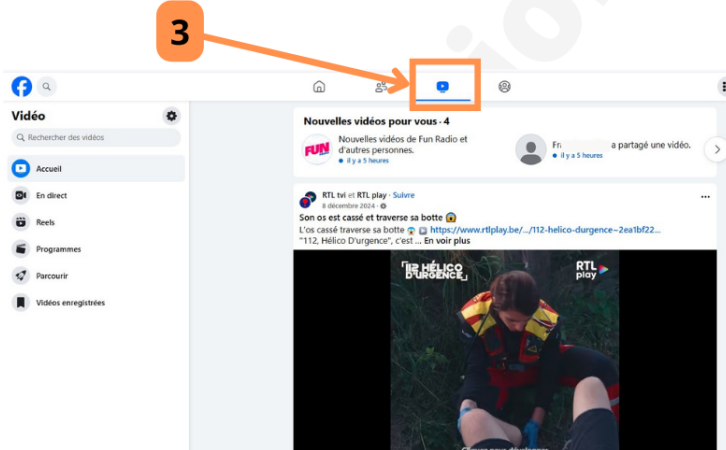 3
Vidéo
Rechercher des vidéos
Accueil
En direct
Reels
Programmes
Parcourir
Vidéos enregistrées
Nouvelles vidéos pour vous · 4
FUN
Nouvelles vidéos de Fun Radio et
d'autres personnes.
il y a 5 heures
Fr a partagé une vidéo.
il y a 5 heures
RTL tvi et RTL play · Suivre
8 décembre 2024
Son os est cassé et traverse sa botte 😱
L'os cassé traverse sa botte 😱 ▶️ https://www.rtlplay.be/.../112-helico-durgence~2ea1bf22...
"112, Hélico D'urgence", c'est ... En voir plus
112 HÉLICO
D'URGENCE
RTL
play
Cliquez pour développer